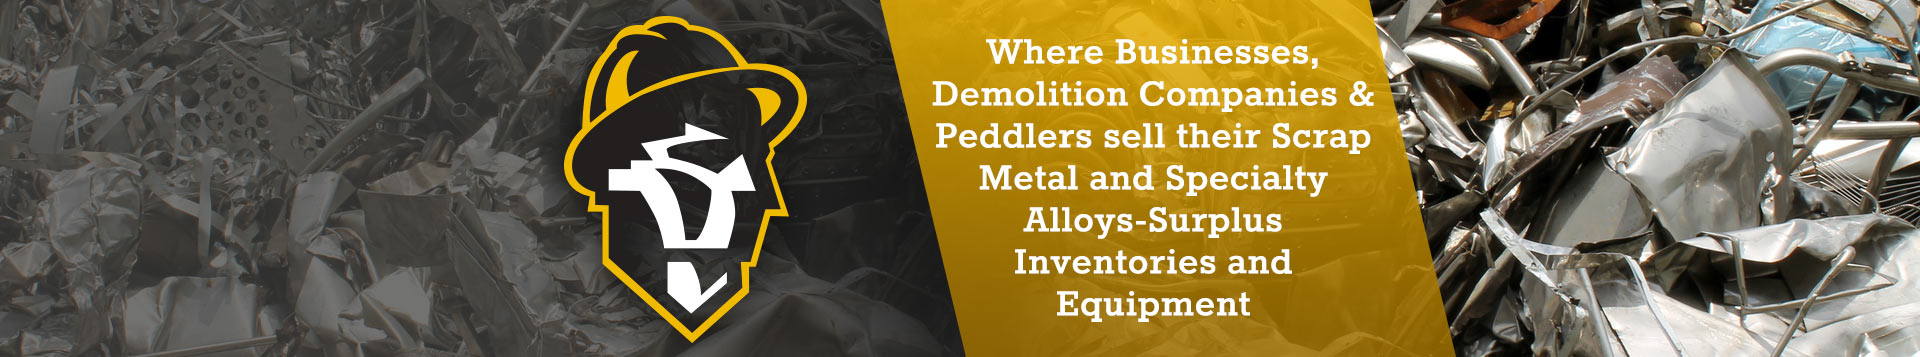 Where Businesses,
Demolition Companies &
Peddlers sell their Scrap
Metal and Specialty
Alloys-Surplus
Inventories and
Equipment